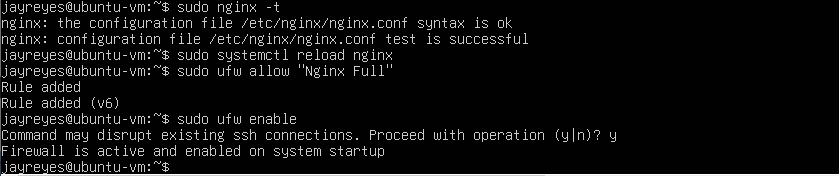 jayreyes@ubuntu-vm:~$ sudo nginx -t
nginx: the configuration file /etc/nginx/nginx.conf syntax is ok
nginx: configuration file /etc/nginx/nginx.conf test is successful
jayreyes@ubuntu-vm:~$ sudo systemctl reload nginx
jayreyes@ubuntu-vm:~$ sudo ufw allow "Nginx Full"
Rule added
Rule added (v6)
jayreyes@ubuntu-vm:~$ sudo ufw enable
Command may disrupt existing ssh connections. Proceed with operation (y|n)? y
Firewall is active and enabled on system startup
jayreyes@ubuntu-vm:~$